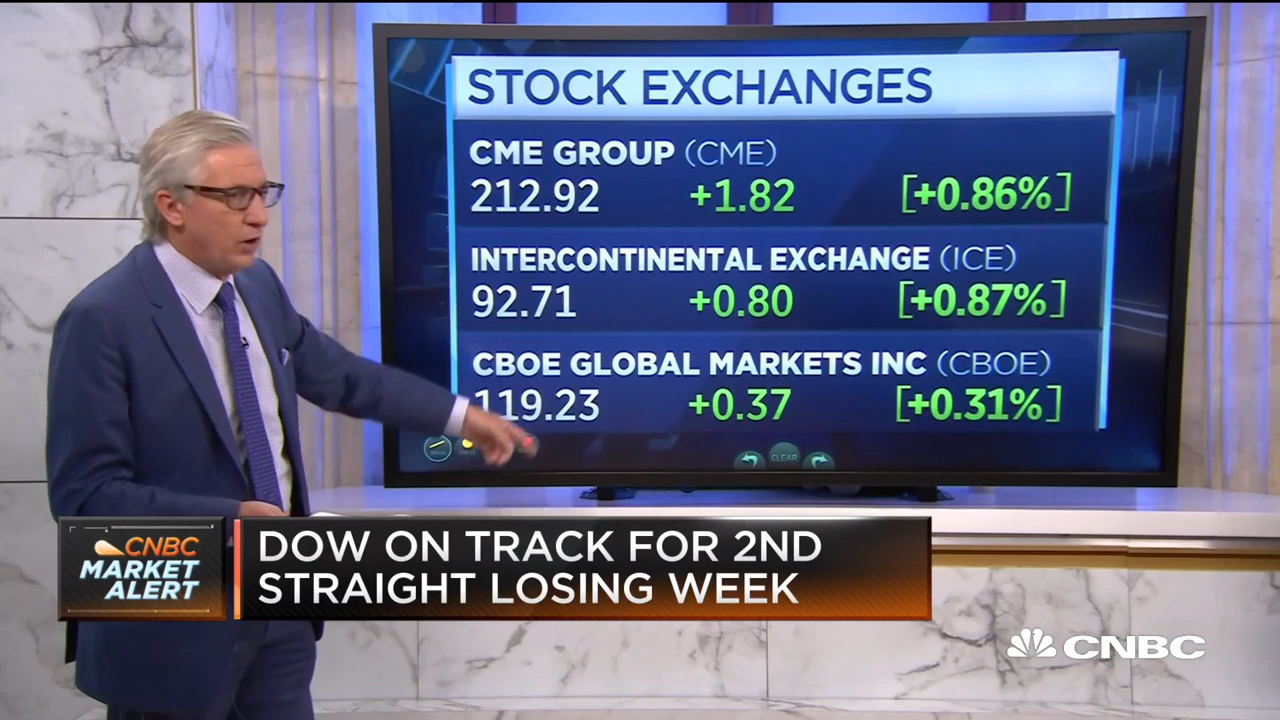 STOCK EXCHANGES
CME GROUP (CME)
212.92 +1.82 [+0.86%]
INTERCONTINENTAL EXCHANGE (ICE)
92.71 +0.80 [+0.87%]
CBOE GLOBAL MARKETS INC (CBOE)
119.23 +0.37 [+0.31%]
CLEAR
CNBC
MARKET
ALERT
DOW ON TRACK FOR 2ND
STRAIGHT LOSING WEEK
CNBC